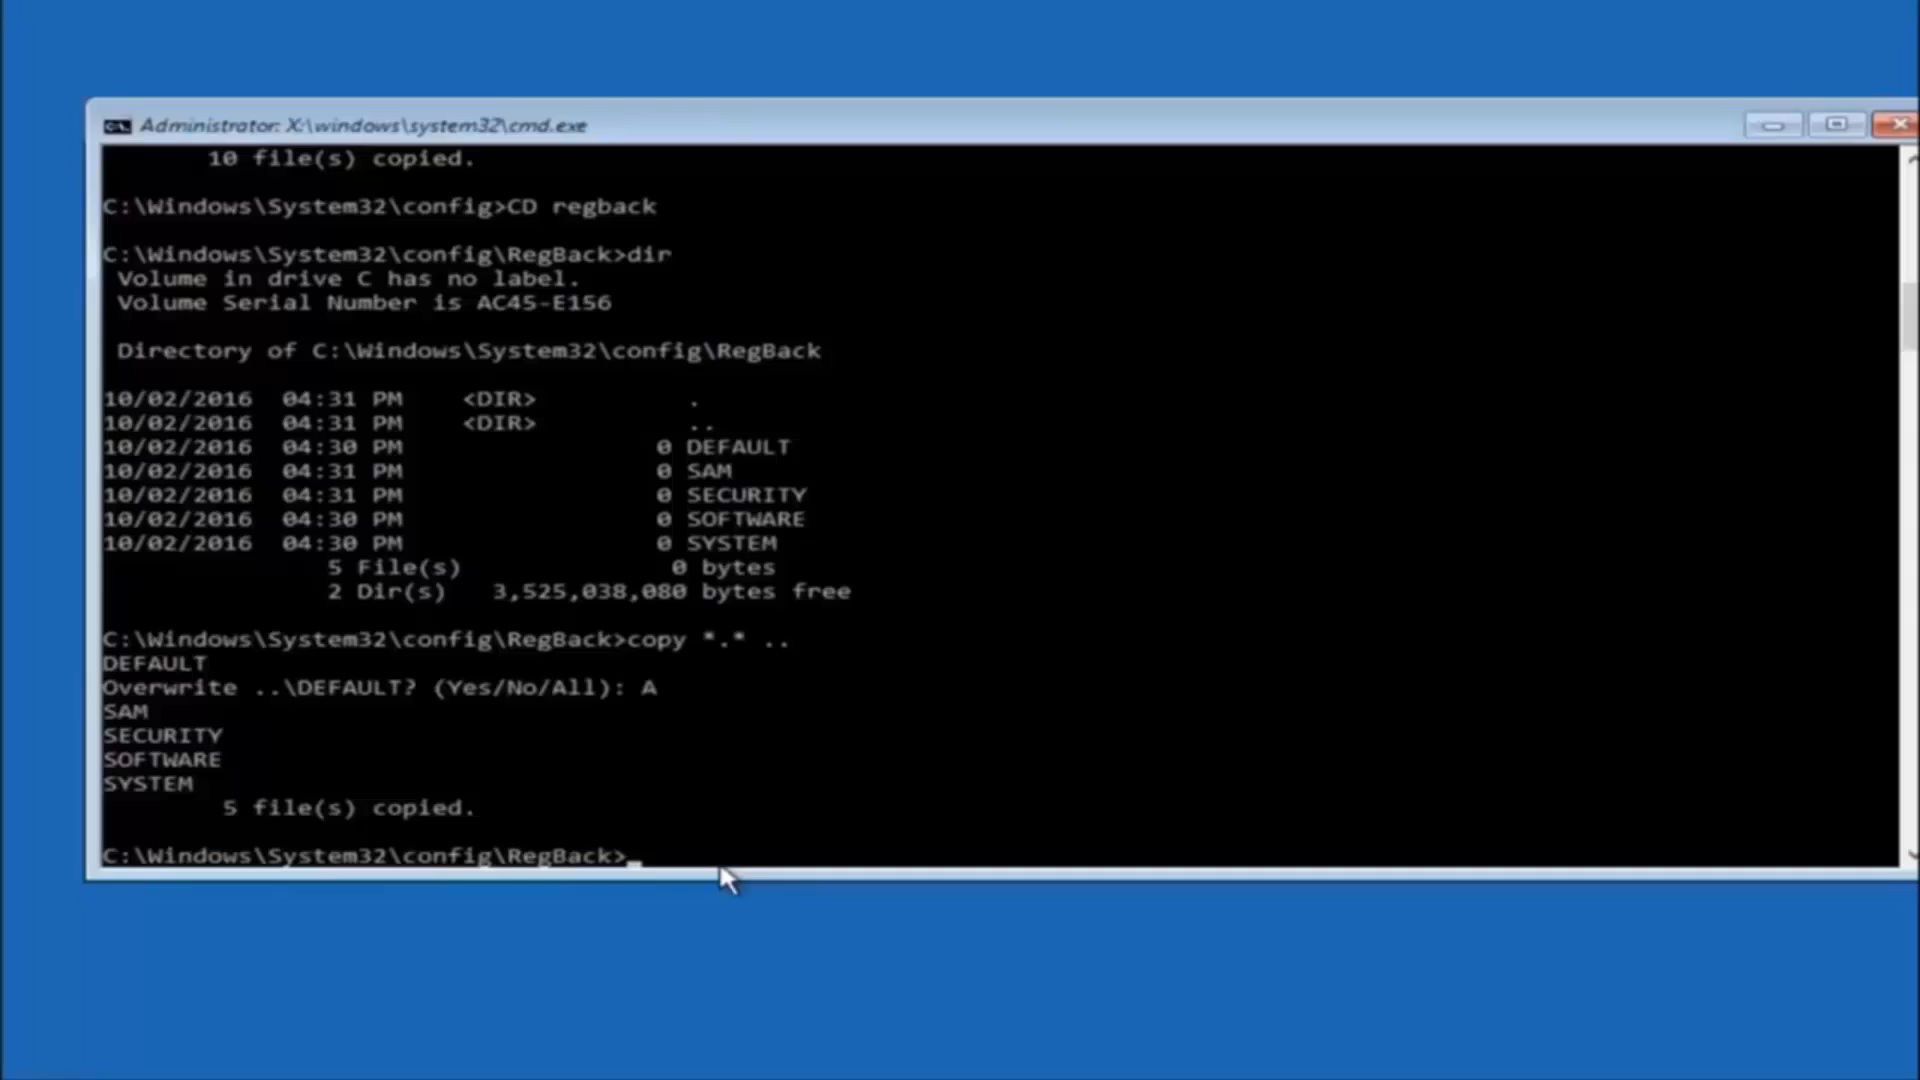 Administrator: X:\windows\system32\cmd.exe
10 file(s) copied.
C:\Windows\System32\config>CD regback
C:\Windows\System32\config\RegBack>dir
Volume in drive C has no label.
Volume Serial Number is AC45-E156
Directory of C:\Windows\System32\config\RegBack
10/02/2016 04:31 PM <DIR> .
10/02/2016 04:31 PM <DIR> ..
10/02/2016 04:30 PM 0 DEFAULT
10/02/2016 04:31 PM 0 SAM
10/02/2016 04:31 PM 0 SECURITY
10/02/2016 04:30 PM 0 SOFTWARE
10/02/2016 04:30 PM 0 SYSTEM
5 File(s) 0 bytes
2 Dir(s) 3,525,038,080 bytes free
C:\Windows\System32\config\RegBack>copy *.* ..
DEFAULT
Overwrite ..\DEFAULT? (Yes/No/All): A
SAM
SECURITY
SOFTWARE
SYSTEM
5 file(s) copied.
C:\Windows\System32\config\RegBack>